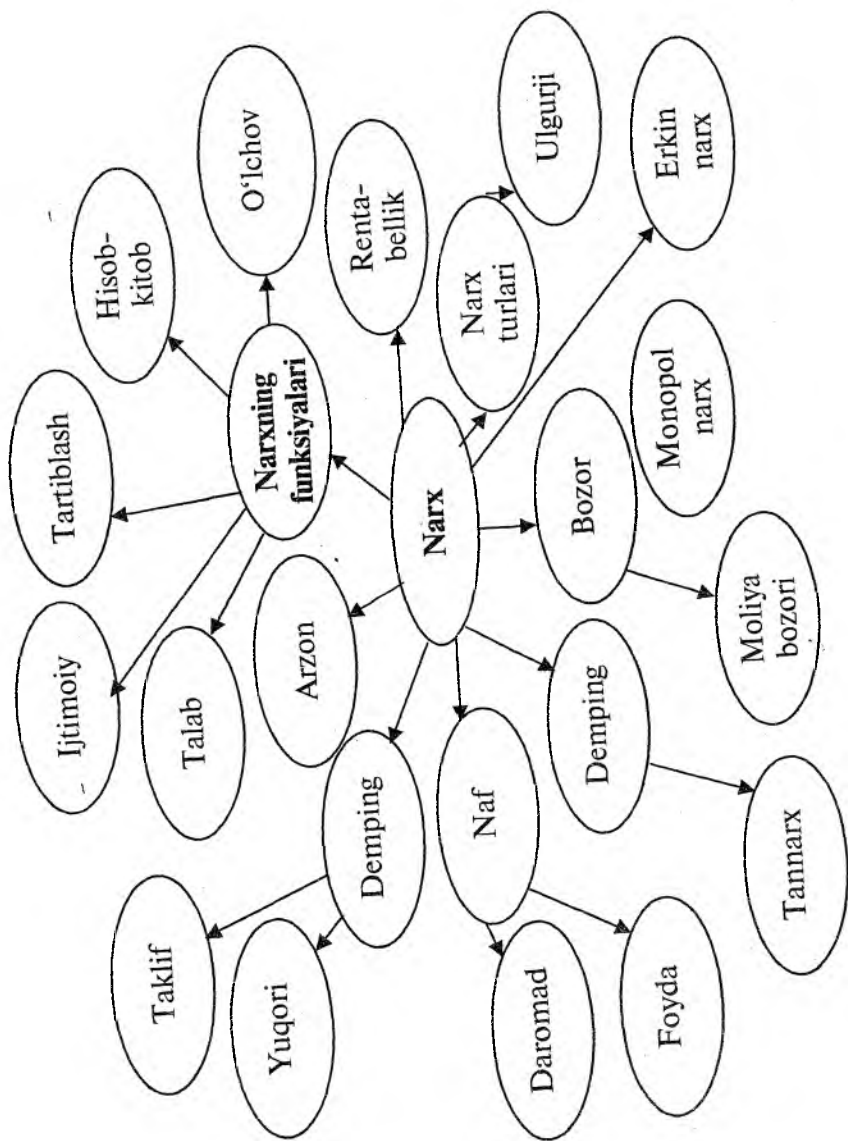 Ijtimoiy
Tartiblash
Hisob-
kitob
O‘lchov
Taklif
Talab
Narxning
funksiyalari
Yuqori
Arzon
Renta-
bellik
Demping
Narx
Narx
turlari
Ulgurji
Naf
Daromad
Demping
Bozor
Erkin
narx
Foyda
Monopol
narx
Tannarx
Moliya
bozori